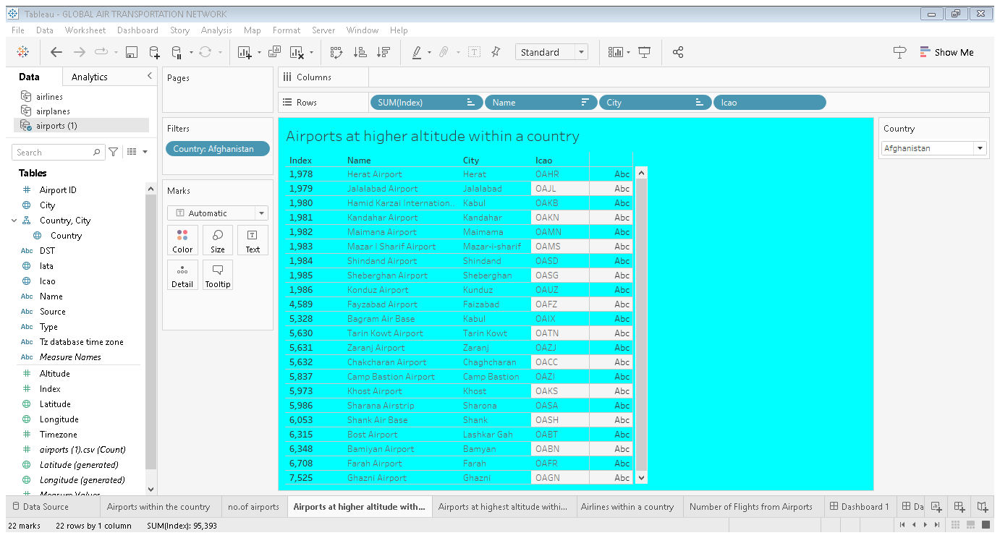 Tableau - GLOBAL AIR TRANSPORTATION NETWORK
File Data Worksheet Dashboard Story Analysis Map Format Server Window Help
Standard
Show Me
Data Analytics
airlines
airplanes
airports (1)
Search
Tables
Airport ID
City
Country, City
Country
Abc DST
Iata
Icao
Abc Name
Abc Source
Abc Type
Abc Tz database time zone
Abc Measure Names
Altitude
Index
Latitude
Longitude
Timezone
airports (1).csv (Count)
Latitude (generated)
Longitude (generated)
Measure Values
Pages
Filters
Country: Afghanistan
Marks
Automatic
Color Size Text
Detail Tooltip
Columns
Rows SUM(Index) Name City Icao
Airports at higher altitude within a country
Index Name City Icao
1,978 Herat Airport Herat OAHR Abc
1,979 Jalalabad Airport Jalalabad OAJL Abc
1,980 Hamid Karzai Internation.. Kabul OAKB Abc
1,981 Kandahar Airport Kandahar OAKN Abc
1,982 Maimana Airport Maimama OAMN Abc
1,983 Mazar I Sharif Airport Mazar-i-sharif OAMS Abc
1,984 Shindand Airport Shindand OASD Abc
1,985 Sheberghan Airport Sheberghan OASG Abc
1,986 Konduz Airport Kunduz OAUZ Abc
4,589 Fayzabad Airport Faizabad OAFZ Abc
5,328 Bagram Air Base Kabul OAIX Abc
5,630 Tarin Kowt Airport Tarin Kowt OATN Abc
5,631 Zaranj Airport Zaranj OAZJ Abc
5,632 Chakcharan Airport Chaghcharan OACC Abc
5,837 Camp Bastion Airport Camp Bastion OAZI Abc
5,973 Khost Airport Khost OAKS Abc
5,986 Sharana Airstrip Sharona OASA Abc
6,053 Shank Air Base Shank OASH Abc
6,315 Bost Airport Lashkar Gah OABT Abc
6,348 Bamiyan Airport Bamyan OABN Abc
6,708 Farah Airport Farah OAFR Abc
7,525 Ghazni Airport Ghazni OAGN Abc
Country
Afghanistan
Data Source Airports within the country no.of airports Airports at higher altitude with... Airports at highest altitude withi... Airlines within a country Number of Flights from Airports Dashboard 1 Da
22 marks 22 rows by 1 column SUM(Index): 95,393